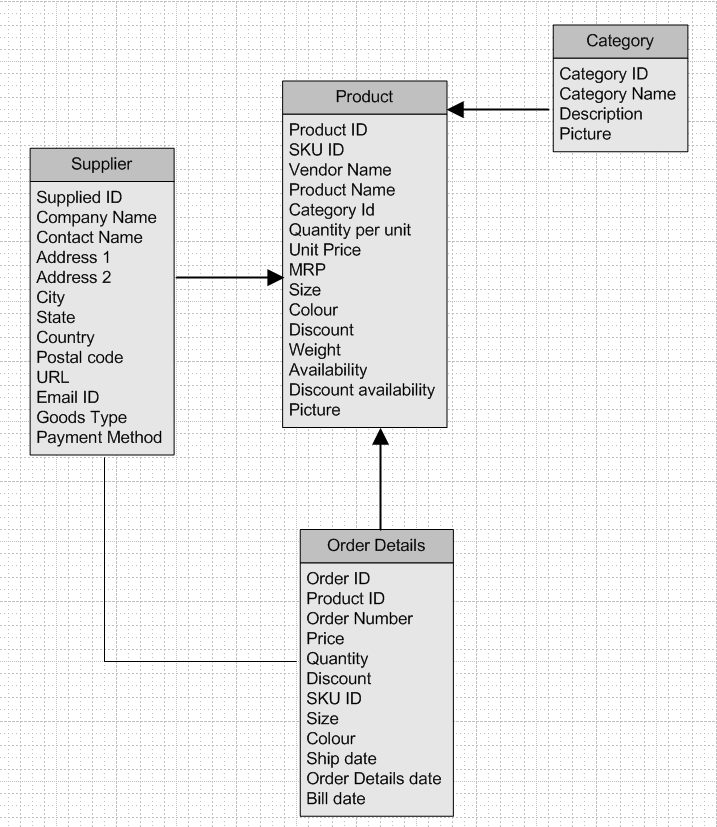 Category
Category ID
Category Name
Description
Picture
Product
Product ID
SKU ID
Vendor Name
Product Name
Category Id
Quantity per unit
Unit Price
MRP
Size
Colour
Discount
Weight
Availability
Discount availability
Picture
Supplier
Supplied ID
Company Name
Contact Name
Address 1
Address 2
City
State
Country
Postal code
URL
Email ID
Goods Type
Payment Method
Order Details
Order ID
Product ID
Order Number
Price
Quantity
Discount
SKU ID
Size
Colour
Ship date
Order Details date
Bill date